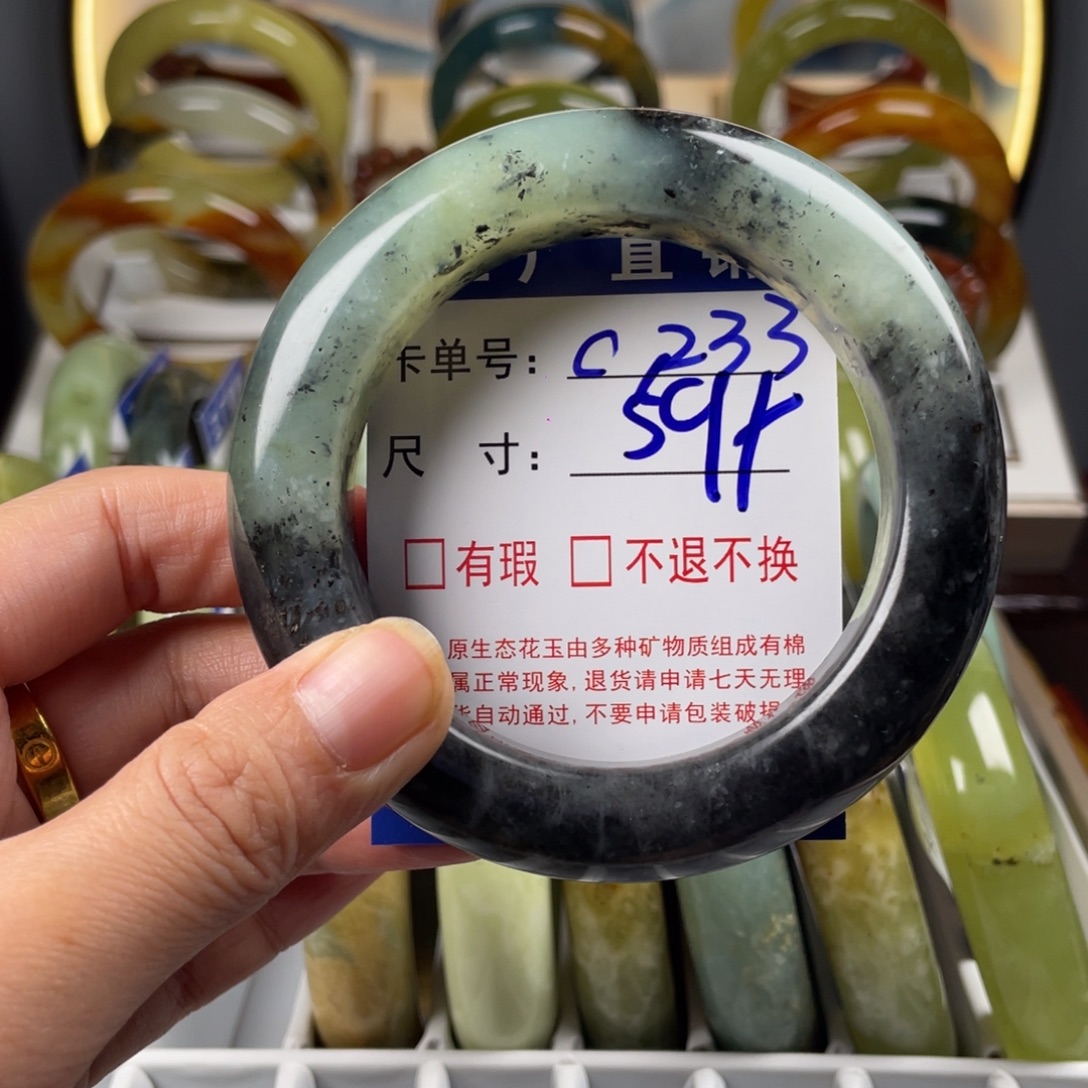 厂直销
卡单号: C233
尺 寸: 59
有瑕 不退不换
原生态花玉由多种矿物质组成有棉
属正常现象, 退货请申请七天无理
自动通过, 不要申请包装破损